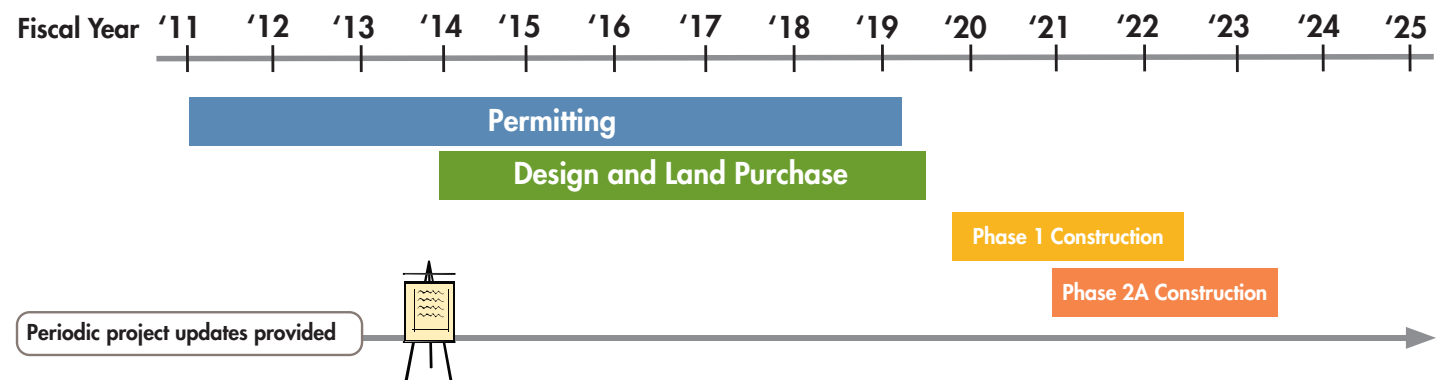 Fiscal Year ‘11 ‘12 ‘13 ‘14 ‘15 ‘16 ‘17 ‘18 ‘19 ‘20 ‘21 ‘22 ‘23 ‘24 ‘25
Permitting
Design and Land Purchase
Phase 1 Construction
Phase 2A Construction
Periodic project updates provided